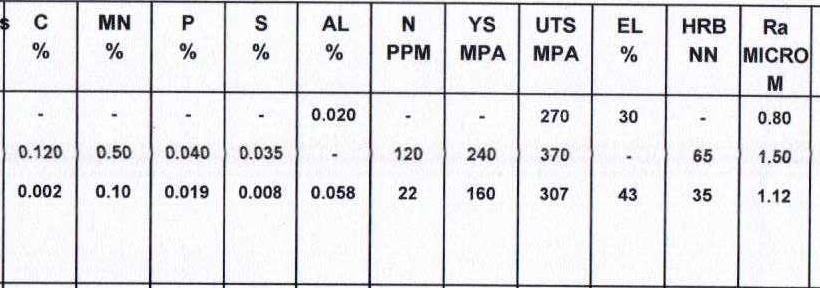 s C MN P S AL N YS UTS EL HRB Ra
% % % % % PPM MPA MPA % NN MICRO
M
- - - - 0.020 - - 270 30 - 0.80
0.120 0.50 0.040 0.035 - 120 240 370 - 65 1.50
0.002 0.10 0.019 0.008 0.058 22 160 307 43 35 1.12